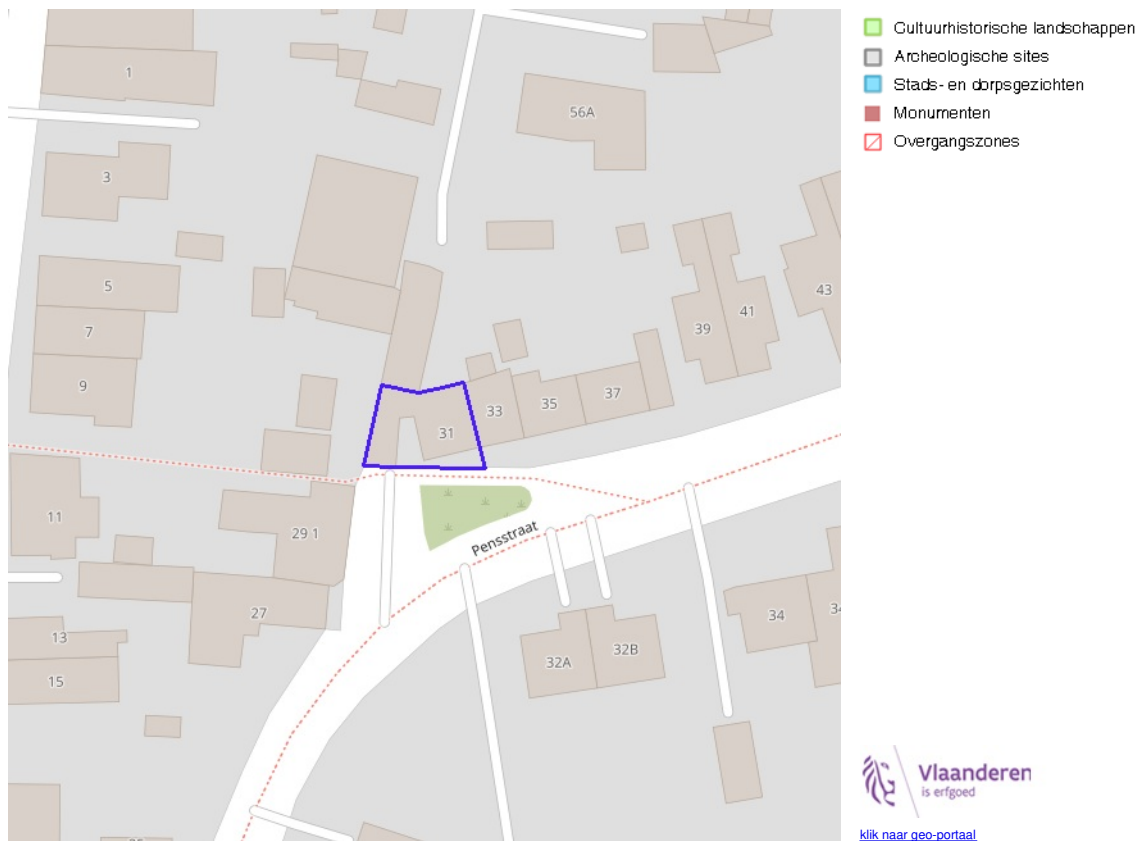 Cultuurhistorische landschappen
Archeologische sites
Stads- en dorpsgezichten
Monumenten
Overgangszones
1
56A
3
5
7
9
43
41
39
37
35
33
31
11
29 1
Pensstraat
27
34
13
32A
32B
15
Vlaanderen
is erfgoed
klik naar geo-portaal